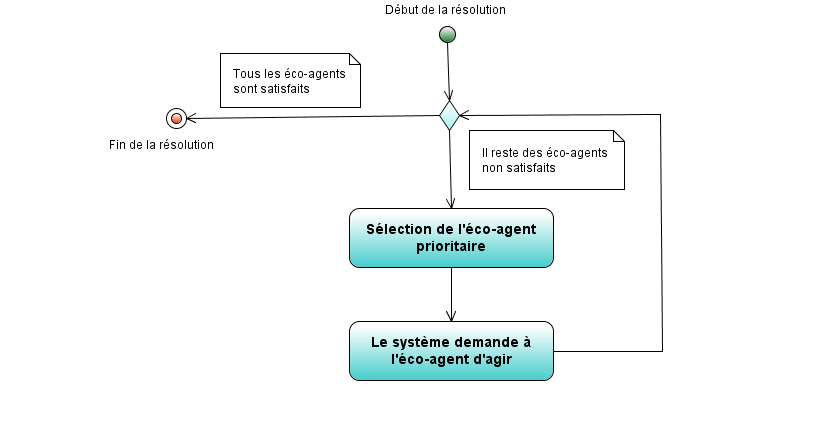 Début de la résolution
Tous les éco-agents
sont satisfaits
Fin de la résolution
Il reste des éco-agents
non satisfaits
Sélection de l'éco-agent
prioritaire
Le système demande à
l'éco-agent d'agir